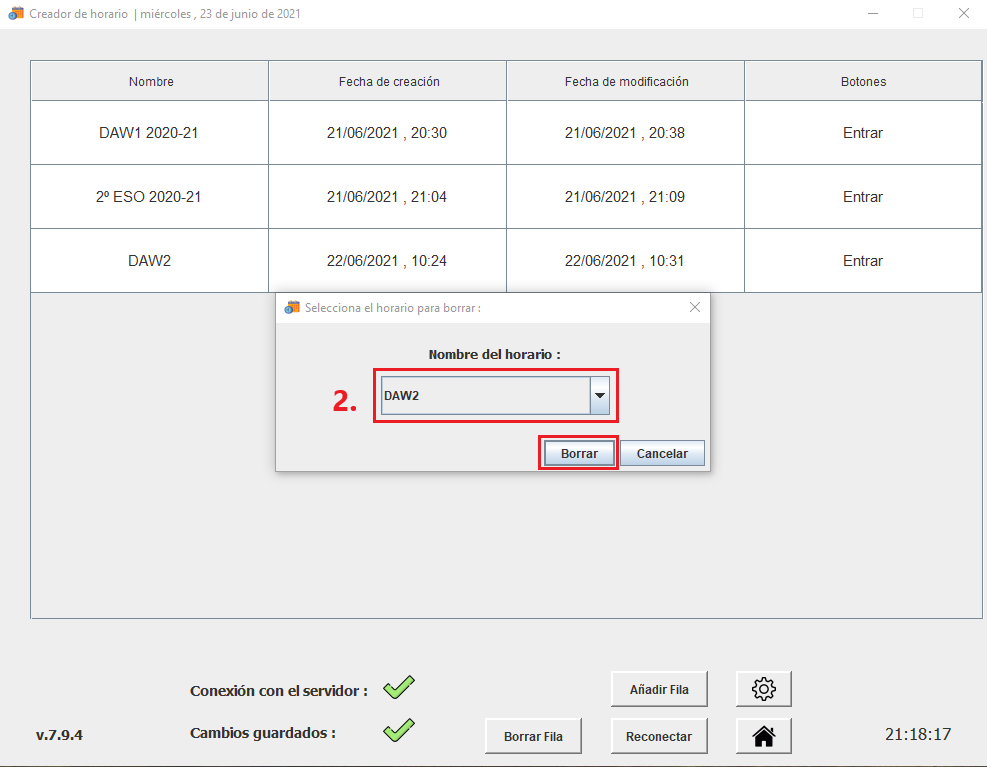 Creador de horario | miércoles , 23 de junio de 2021
Nombre Fecha de creación Fecha de modificación Botones
DAW1 2020-21 21/06/2021 , 20:30 21/06/2021 , 20:38 Entrar
2º ESO 2020-21 21/06/2021 , 21:04 21/06/2021 , 21:09 Entrar
DAW2 22/06/2021 , 10:24 22/06/2021 , 10:31 Entrar
Selecciona el horario para borrar :
Nombre del horario :
2. DAW2
Borrar Cancelar
Conexión con el servidor : Añadir Fila
v.7.9.4 Cambios guardados : Borrar Fila Reconectar 21:18:17